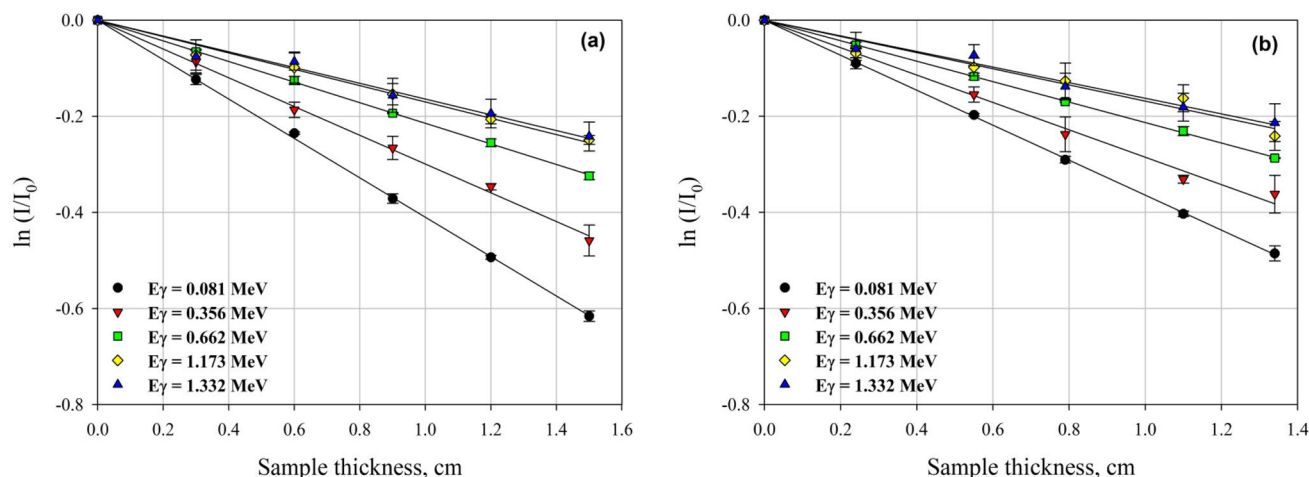 (a)
0.0
-0.2
-0.4
-0.6
-0.8
ln (I/I₀)
Eγ = 0.081 MeV
Eγ = 0.356 MeV
Eγ = 0.662 MeV
Eγ = 1.173 MeV
Eγ = 1.332 MeV
0.0 0.2 0.4 0.6 0.8 1.0 1.2 1.4 1.6
Sample thickness, cm
(b)
0.0
-0.2
-0.4
-0.6
-0.8
ln (I/I₀)
Eγ = 0.081 MeV
Eγ = 0.356 MeV
Eγ = 0.662 MeV
Eγ = 1.173 MeV
Eγ = 1.332 MeV
0.0 0.2 0.4 0.6 0.8 1.0 1.2 1.4
Sample thickness, cm